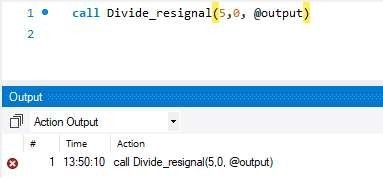 1 call Divide_resignal(5,0, @output)
2
Output
Action Output
# Time Action
1 13:50:10 call Divide_resignal(5,0, @output)